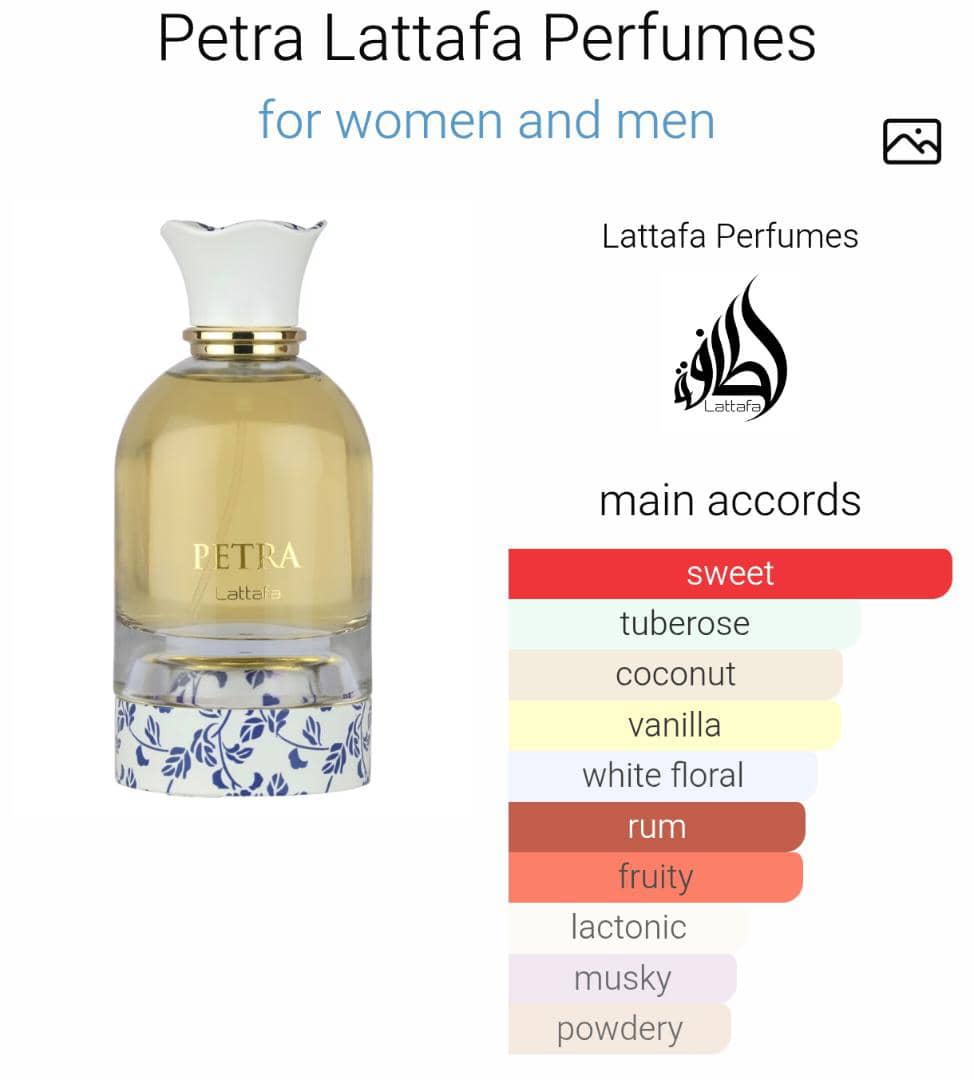 Petra Lattafa Perfumes
for women and men
Lattafa Perfumes
لطافة
Lattafa
PETRA
Lattafa
main accords
sweet
tuberose
coconut
vanilla
white floral
rum
fruity
lactonic
musky
powdery